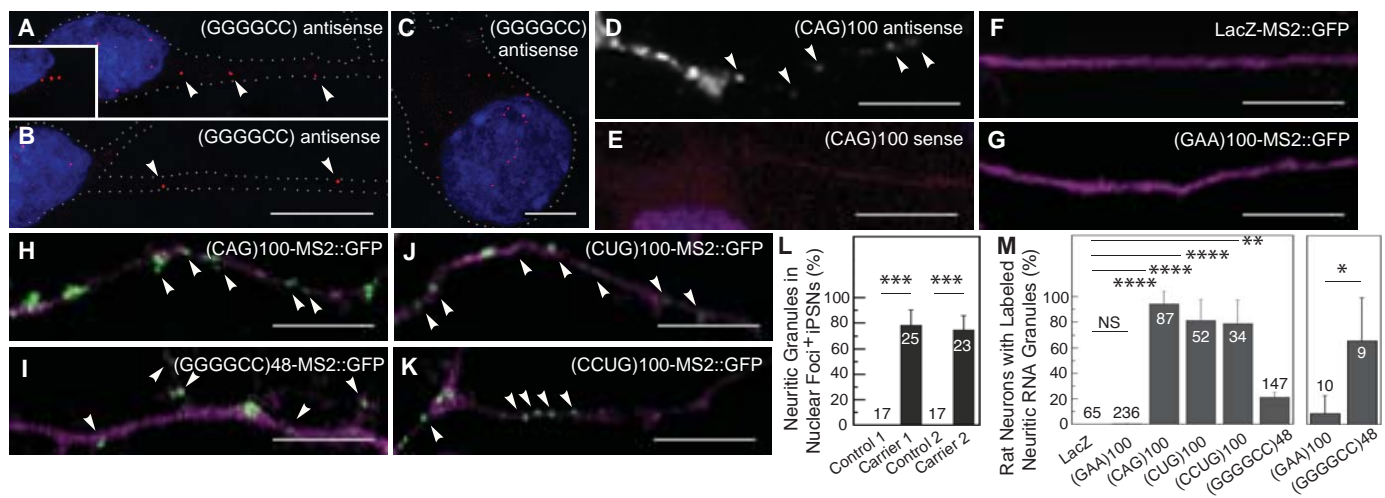 A
(GGGGCC) antisense
B
(GGGGCC) antisense
C
(GGGGCC)
antisense
D
(CAG)100 antisense
E
(CAG)100 sense
F
LacZ-MS2::GFP
G
(GAA)100-MS2::GFP
H
(CAG)100-MS2::GFP
I
(GGGGCC)48-MS2::GFP
J
(CUG)100-MS2::GFP
K
(CCUG)100-MS2::GFP
L
Neuritic Granules in
Nuclear Foci+ iPSNs (%)
100
80
60
40
20
0
***
***
17
25
17
23
Control 1
Carrier 1
Control 2
Carrier 2
M
Rat Neurons with Labeled
Neuritic RNA Granules (%)
100
80
60
40
20
0
**
****
****
****
NS
65
236
87
52
34
147
LacZ
(GAA)100
(CAG)100
(CUG)100
(CCUG)100
(GGGGCC)48
*
10
9
(GAA)100
(GGGGCC)48